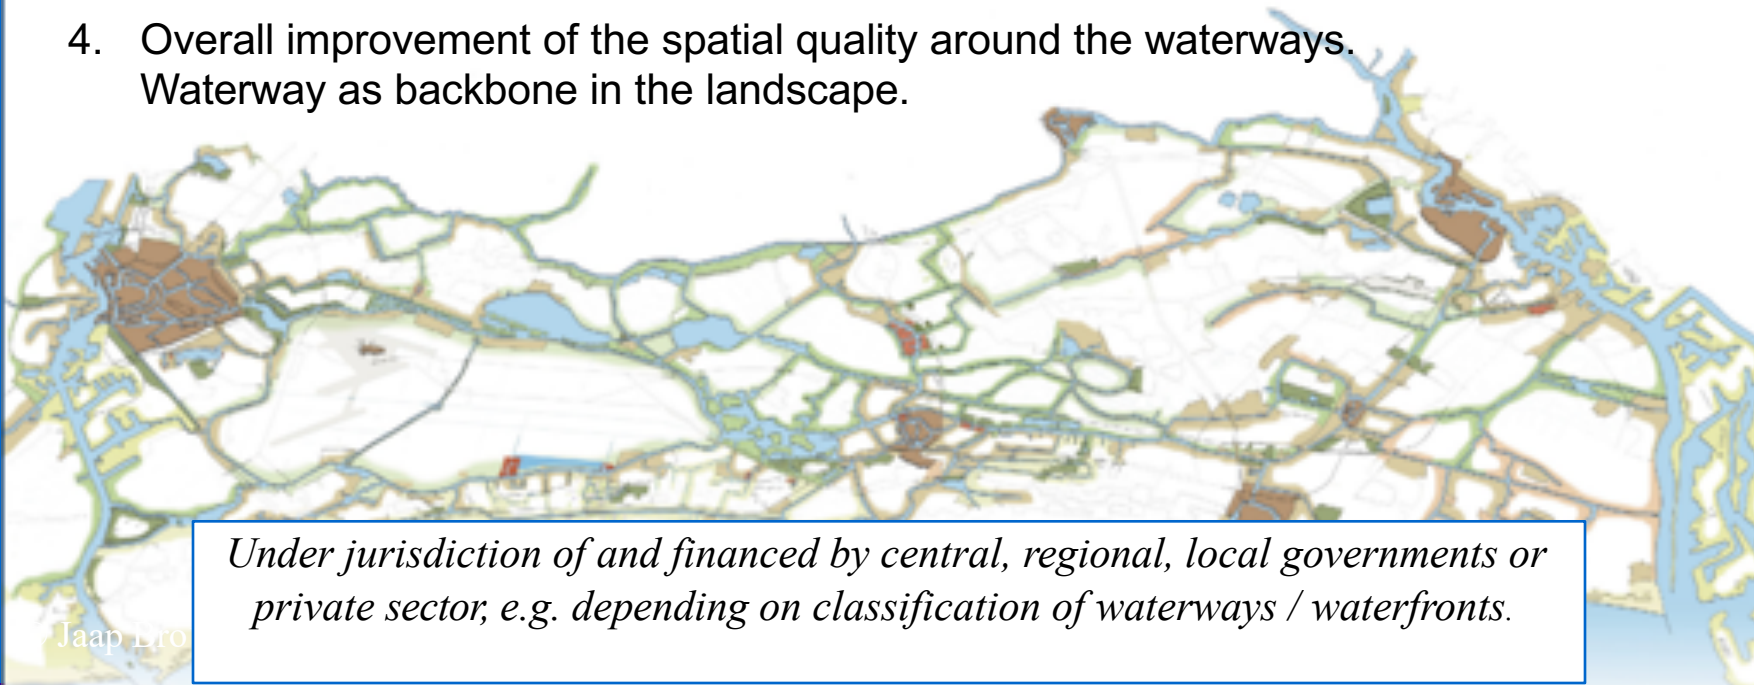 4. Overall improvement of the spatial quality around the waterways.
Waterway as backbone in the landscape.
Under jurisdiction of and financed by central, regional, local governments or
private sector, e.g. depending on classification of waterways / waterfronts.
Jaap